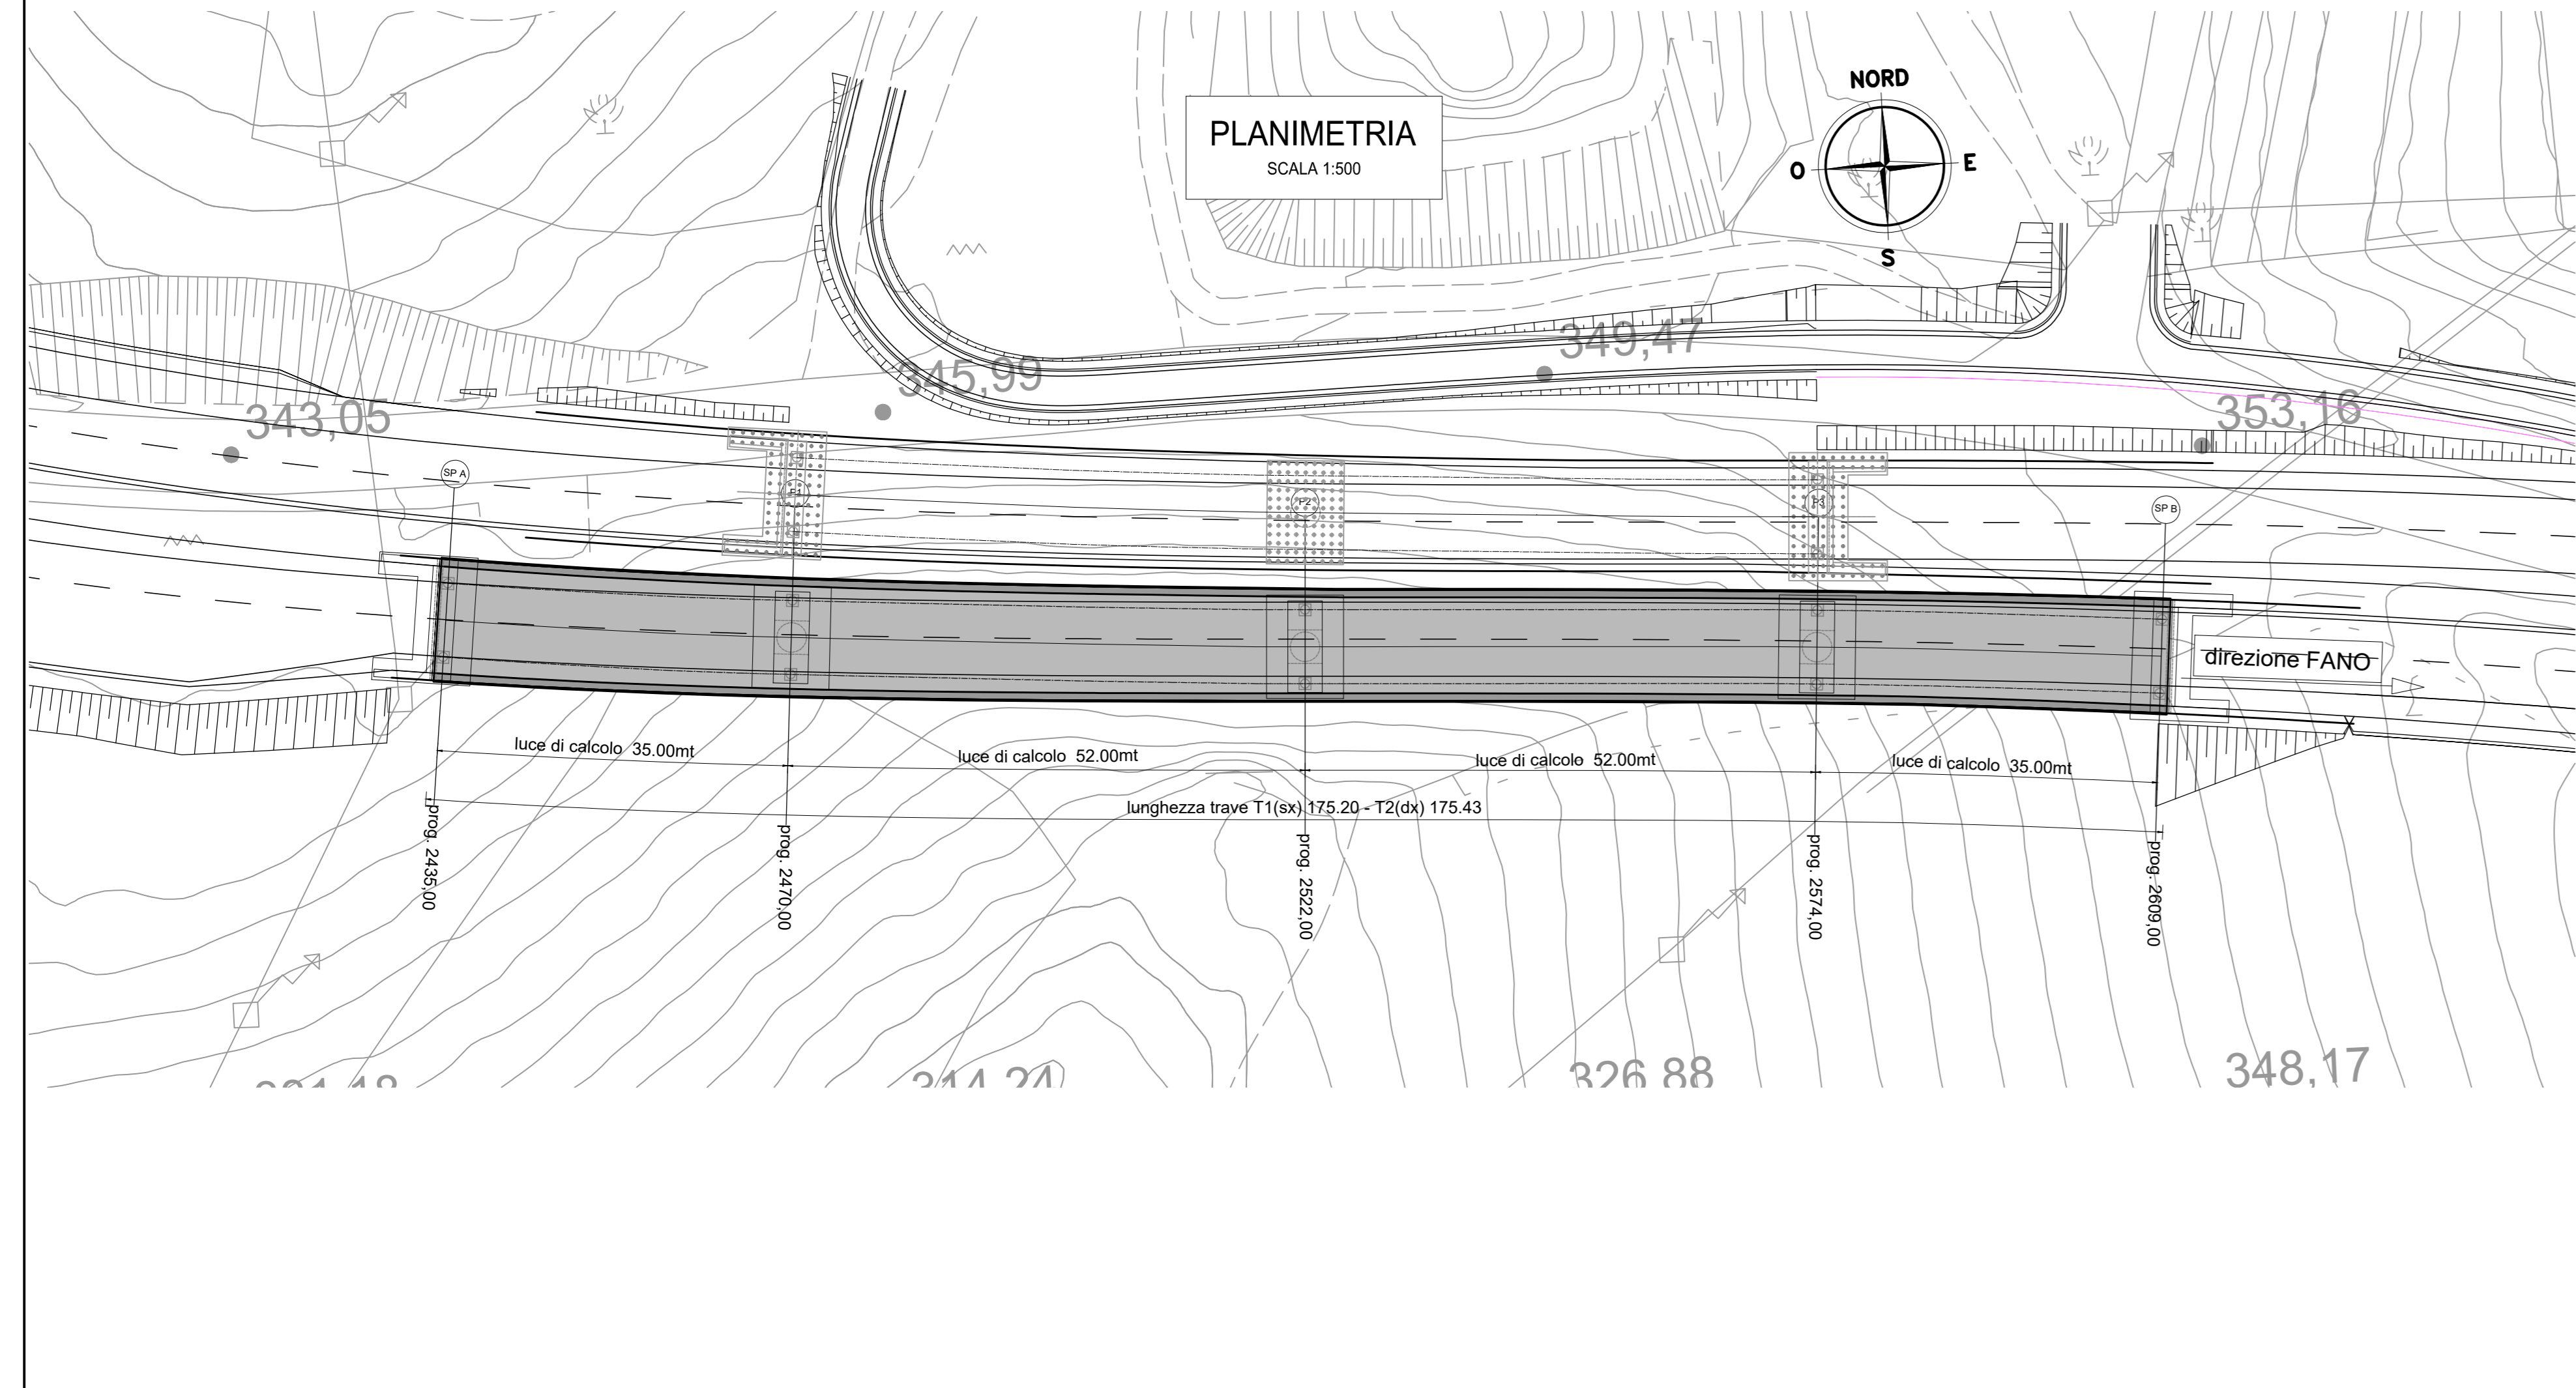 NORD
PLANIMETRIA
SCALA 1:500
O
E
S
349,47
345,99
343,05
353,16
SP A
P1
P2
P3
SP B
direzione FANO
luce di calcolo 35.00mt
luce di calcolo 52.00mt
luce di calcolo 52.00mt
luce di calcolo 35.00mt
lunghezza trave T1(sx) 175.20 - T2(dx) 175.43
prog. 2435,00
prog. 2470,00
prog. 2522,00
prog. 2574,00
prog. 2609,00
314,24
326,88
348,17